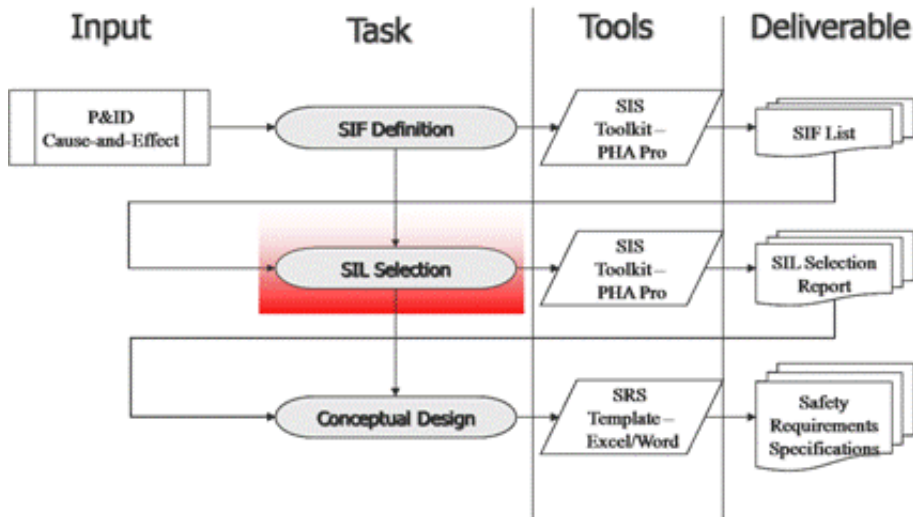 Input
Task
Tools
Deliverable
P&ID
Cause-and-Effect
SIF Definition
SIS
Toolkit–
PHA Pro
SIF List
SIL Selection
SIS
Toolkit–
PHA Pro
SIL Selection
Report
Conceptual Design
SRS
Template–
Excel/Word
Safety
Requirements
Specifications